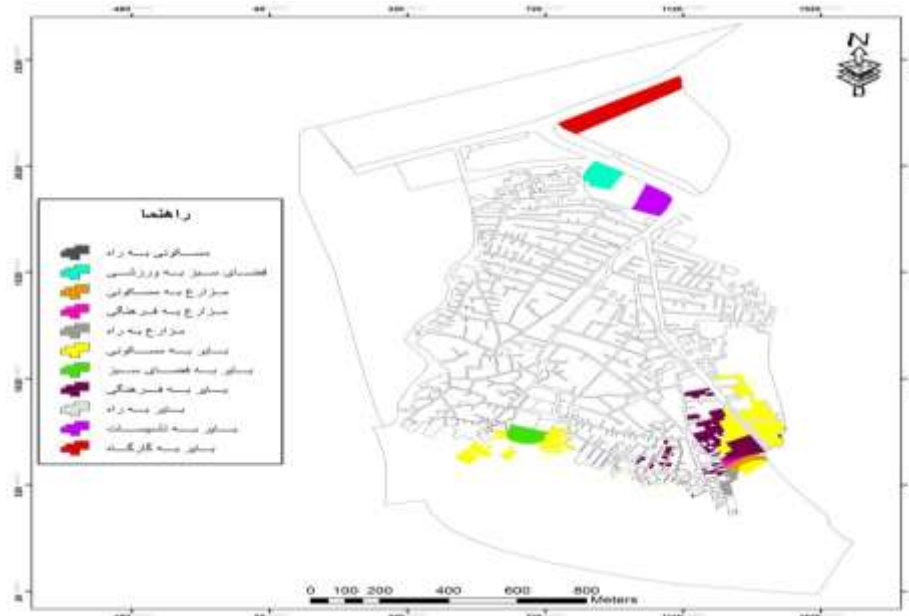 N
راهنما
مسکونی به راه
فضای سبز به ورزشی
مزارع به مسکونی
مزارع به فرهنگی
مزارع به راه
بایر به مسکونی
بایر به فضای سبز
بایر به فرهنگی
بایر به راه
بایر به تاسیسات
بایر به کارگاه
0 100 200 400 600 800
Meters